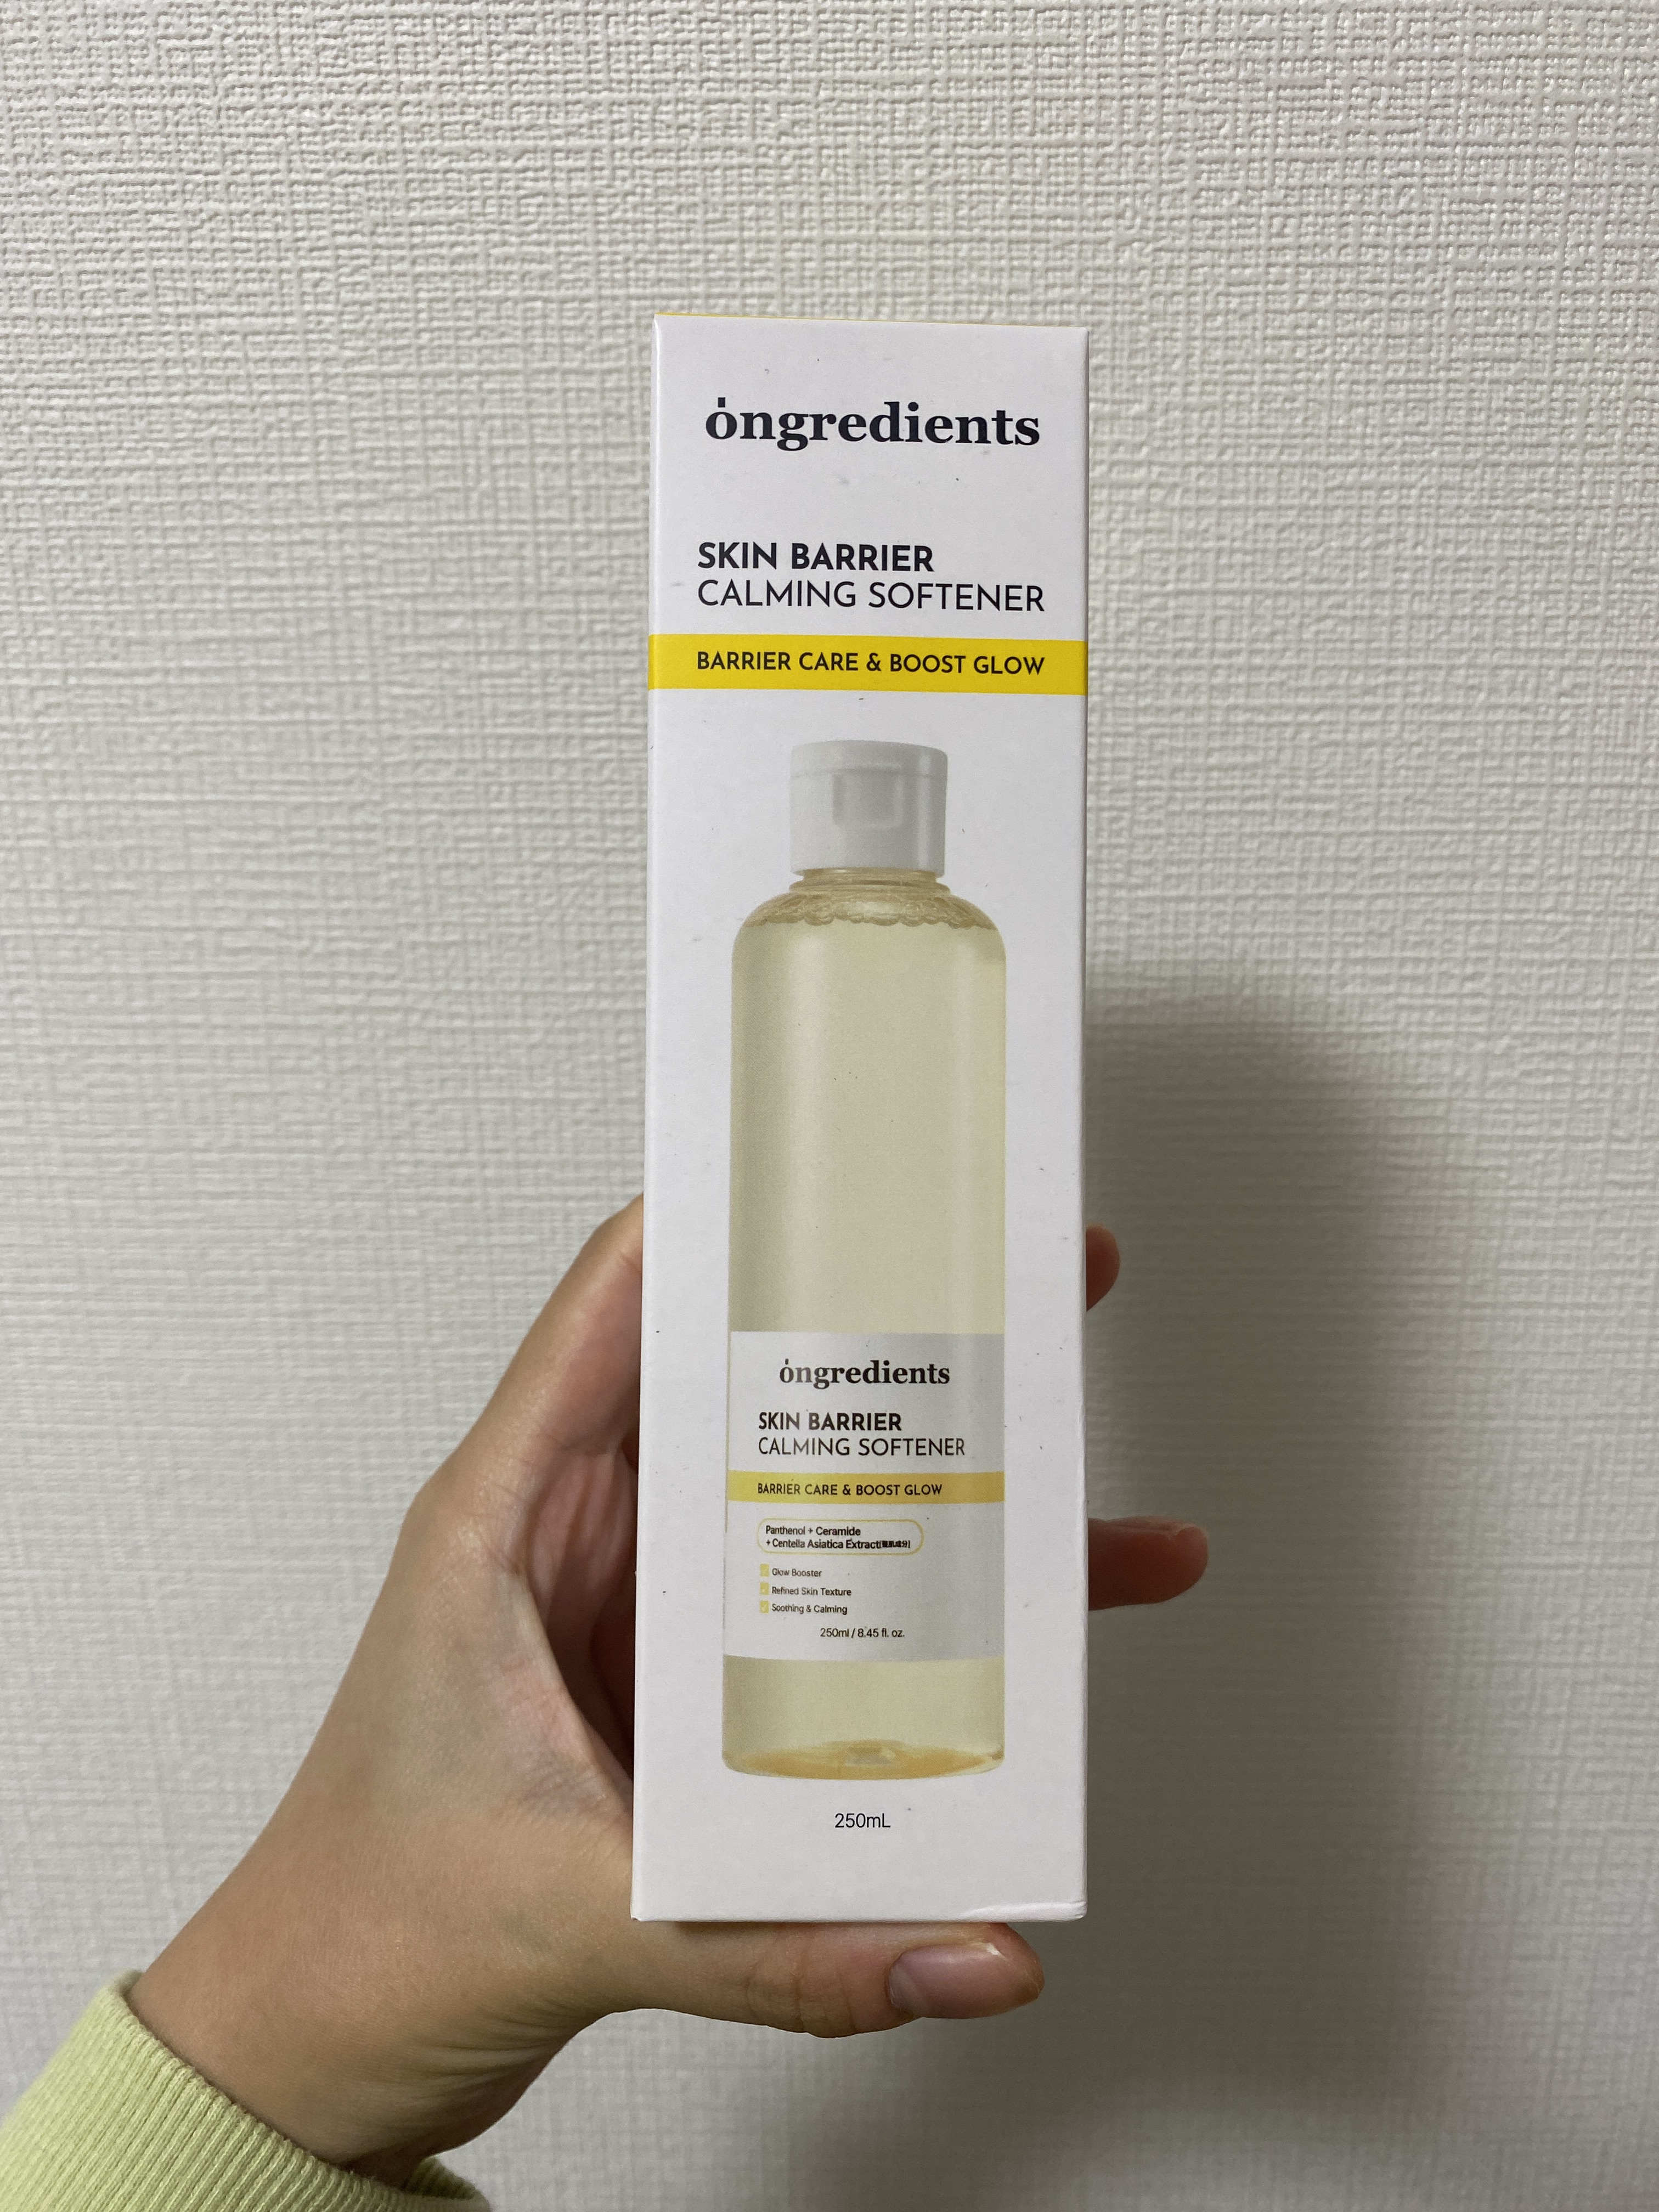 ongredients
SKIN BARRIER
CALMING SOFTENER
BARRIER CARE & BOOST GLOW
ongredients
SKIN BARRIER
CALMING SOFTENER
BARRIER CARE & BOOST GLOW
Panthenol + Ceramide
+ Centella Asiatica Extract
Glow Booster
Refined Skin Texture
Soothing & Calming
250ml / 8.45 fl. oz.
250mL